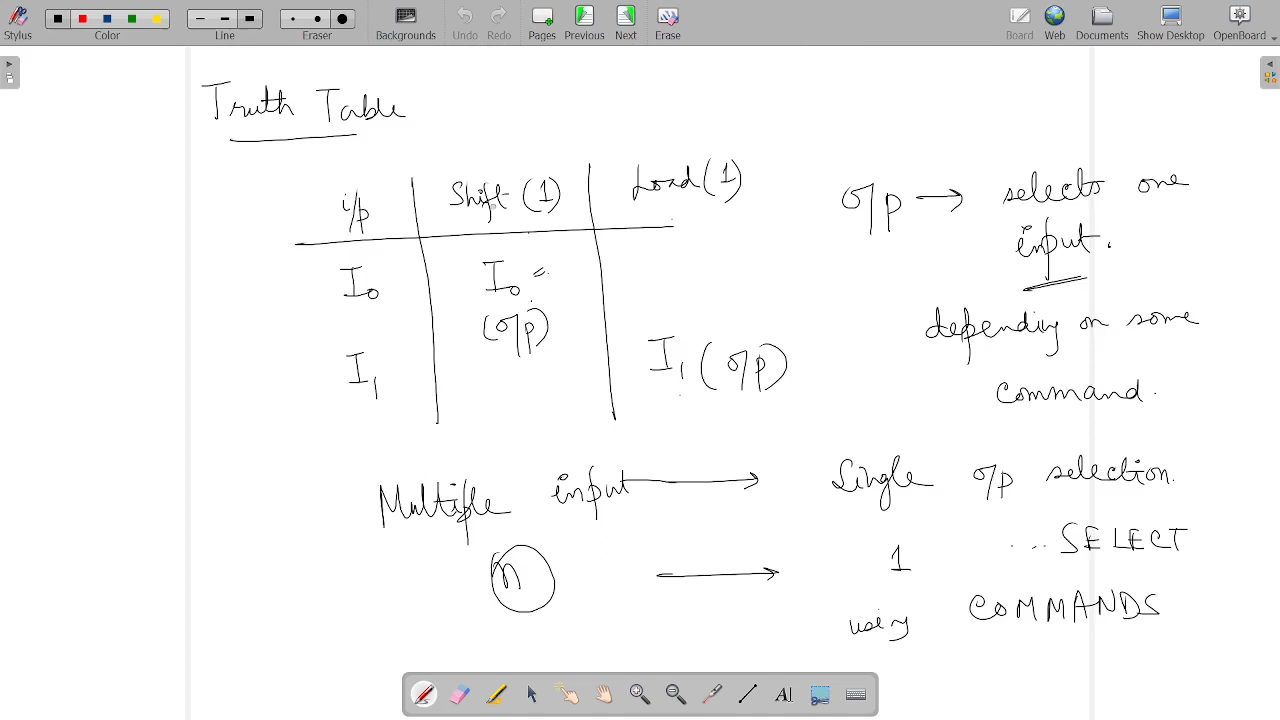 Stylus Color Line Eraser Backgrounds Undo Redo Pages Previous Next Erase Board Web Documents Show Desktop OpenBoard
Truth Table
i/p Shift (1) Load (1)
I0 I0
(o/p)
I1 I1 (o/p)
o/p → selects one
input.
depending on some
command.
Multiple input → Single o/p selection.
... SELECT
n → 1
using COMMANDS
AI